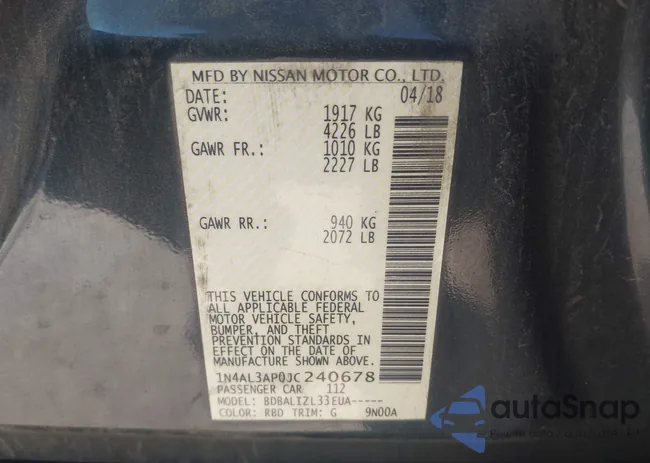 MFD BY NISSAN MOTOR CO., LTD.
DATE: 04/18
GVWR: 1917 KG
4226 LB
GAWR FR.: 1010 KG
2227 LB
GAWR RR.: 940 KG
2072 LB
THIS VEHICLE CONFORMS TO
ALL APPLICABLE FEDERAL
MOTOR VEHICLE SAFETY,
BUMPER, AND THEFT
PREVENTION STANDARDS IN
EFFECT ON THE DATE OF
MANUFACTURE SHOWN ABOVE.
1N4AL3AP0JC240678
PASSENGER CAR 112
MODEL: BDBALIZL33EUA-----
COLOR: RBD TRIM: G 9N00A
autoSnap